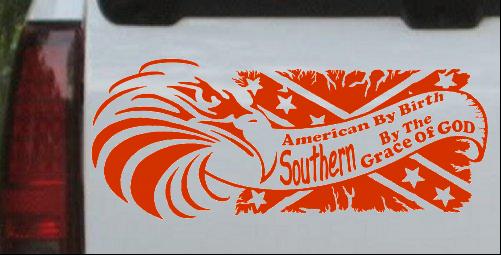 American By Birth
Southern
By The
Grace Of GOD